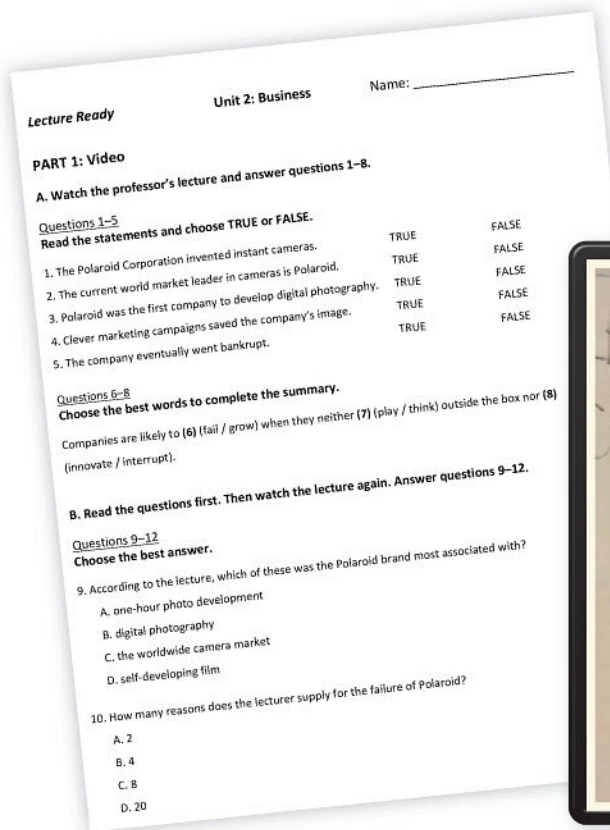 Lecture Ready Unit 2: Business Name:
PART 1: Video
A. Watch the professor's lecture and answer questions 1–8.
Questions 1–5
Read the statements and choose TRUE or FALSE.
1. The Polaroid Corporation invented instant cameras. TRUE FALSE
2. The current world market leader in cameras is Polaroid. TRUE FALSE
3. Polaroid was the first company to develop digital photography. TRUE FALSE
4. Clever marketing campaigns saved the company's image. TRUE FALSE
5. The company eventually went bankrupt. TRUE FALSE
Questions 6–8
Choose the best words to complete the summary.
Companies are likely to (6) (fail / grow) when they neither (7) (play / think) outside the box nor (8)
(innovate / interrupt).
B. Read the questions first. Then watch the lecture again. Answer questions 9–12.
Questions 9–12
Choose the best answer.
9. According to the lecture, which of these was the Polaroid brand most associated with?
A. one-hour photo development
B. digital photography
C. the worldwide camera market
D. self-developing film
10. How many reasons does the lecturer supply for the failure of Polaroid?
A. 2
B. 4
C. 8
D. 20